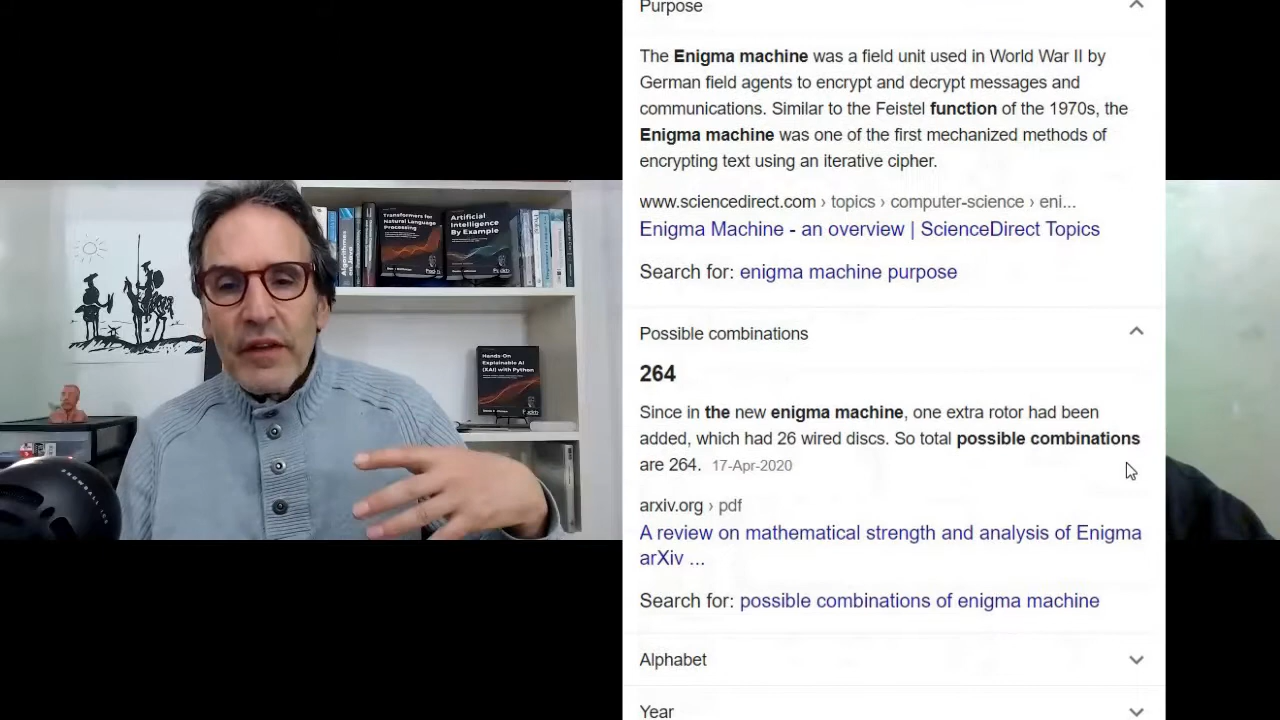 Purpose
The Enigma machine was a field unit used in World War II by
German field agents to encrypt and decrypt messages and
communications. Similar to the Feistel function of the 1970s, the
Enigma machine was one of the first mechanized methods of
encrypting text using an iterative cipher.
www.sciencedirect.com › topics › computer-science › eni...
Enigma Machine - an overview | ScienceDirect Topics
Search for: enigma machine purpose
Possible combinations
264
Since in the new enigma machine, one extra rotor had been
added, which had 26 wired discs. So total possible combinations
are 264. 17-Apr-2020
arxiv.org › pdf
A review on mathematical strength and analysis of Enigma
arXiv ...
Search for: possible combinations of enigma machine
Alphabet
Year
Transformers for
Natural Language
Processing
Packt
Artificial
Intelligence
By Example
Packt
Hands-On
Explainable AI
(XAI) with Python
Packt